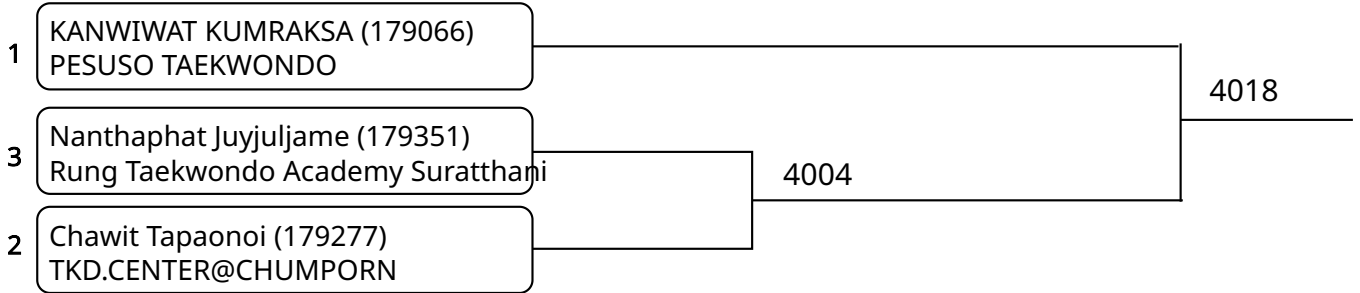 1
KANWIWAT KUMRAKSA (179066)
PESUSO TAEKWONDO
4018
3
Nanthaphat Juyjuljame (179351)
Rung Taekwondo Academy Suratthani
4004
2
Chawit Tapaonoi (179277)
TKD.CENTER@CHUMPORN